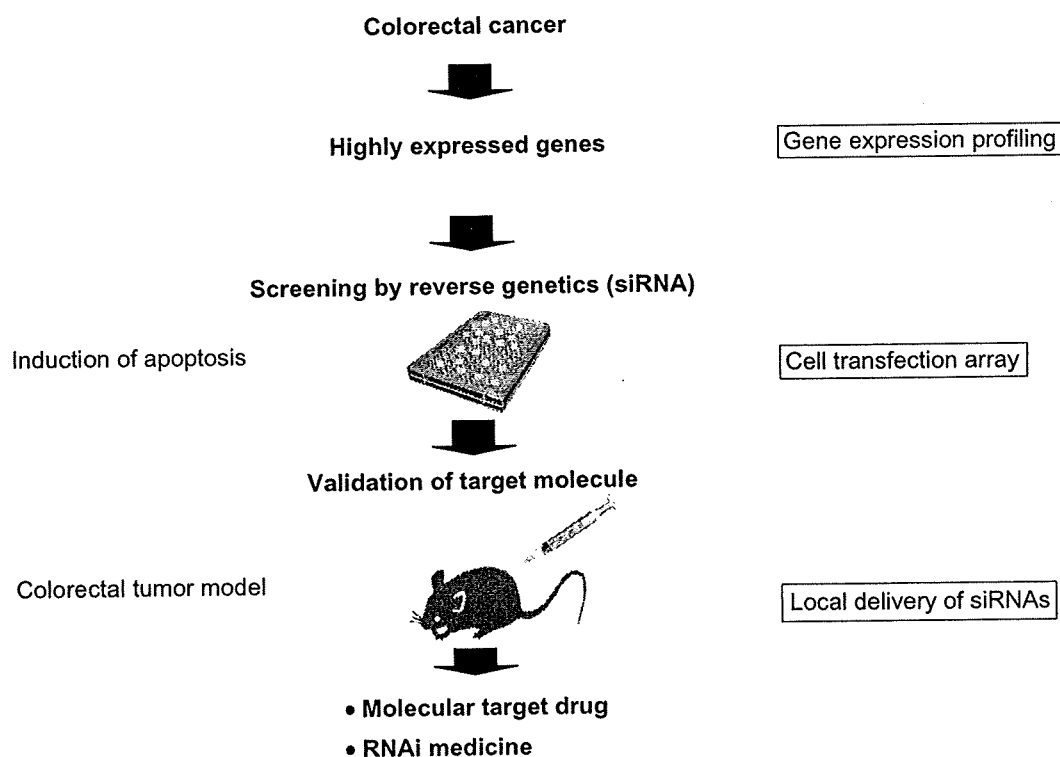 Colorectal cancer
Highly expressed genes
Gene expression profiling
Screening by reverse genetics (siRNA)
Induction of apoptosis
Cell transfection array
Validation of target molecule
Colorectal tumor model
Local delivery of siRNAs
• Molecular target drug
• RNAi medicine